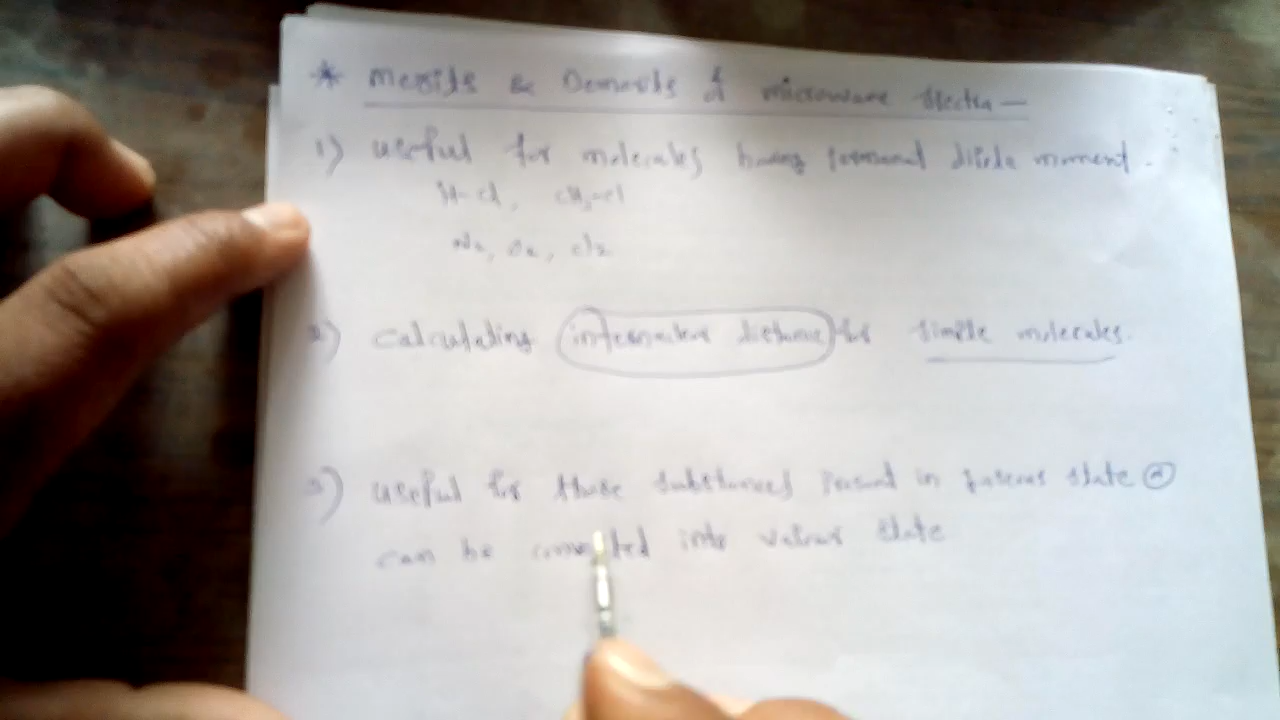 * Merits & Demerits of microwave Spectra —
1) useful for molecules having permanent dipole moment.
H-Cl, CH3-Cl
N2, O2, Cl2
2) calculating internuclear distance for simple molecules.
3) useful for those substances present in gaseous state or
can be converted into vapour state